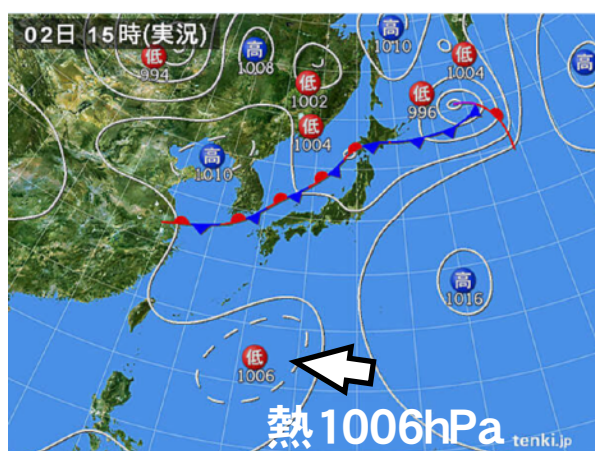 02日 15時(実況)
低
994
高
1008
低
1002
低
1004
高
1010
高
1010
低
1004
低
996
高
高
1016
低
1006
熱1006hPa
tenki.jp